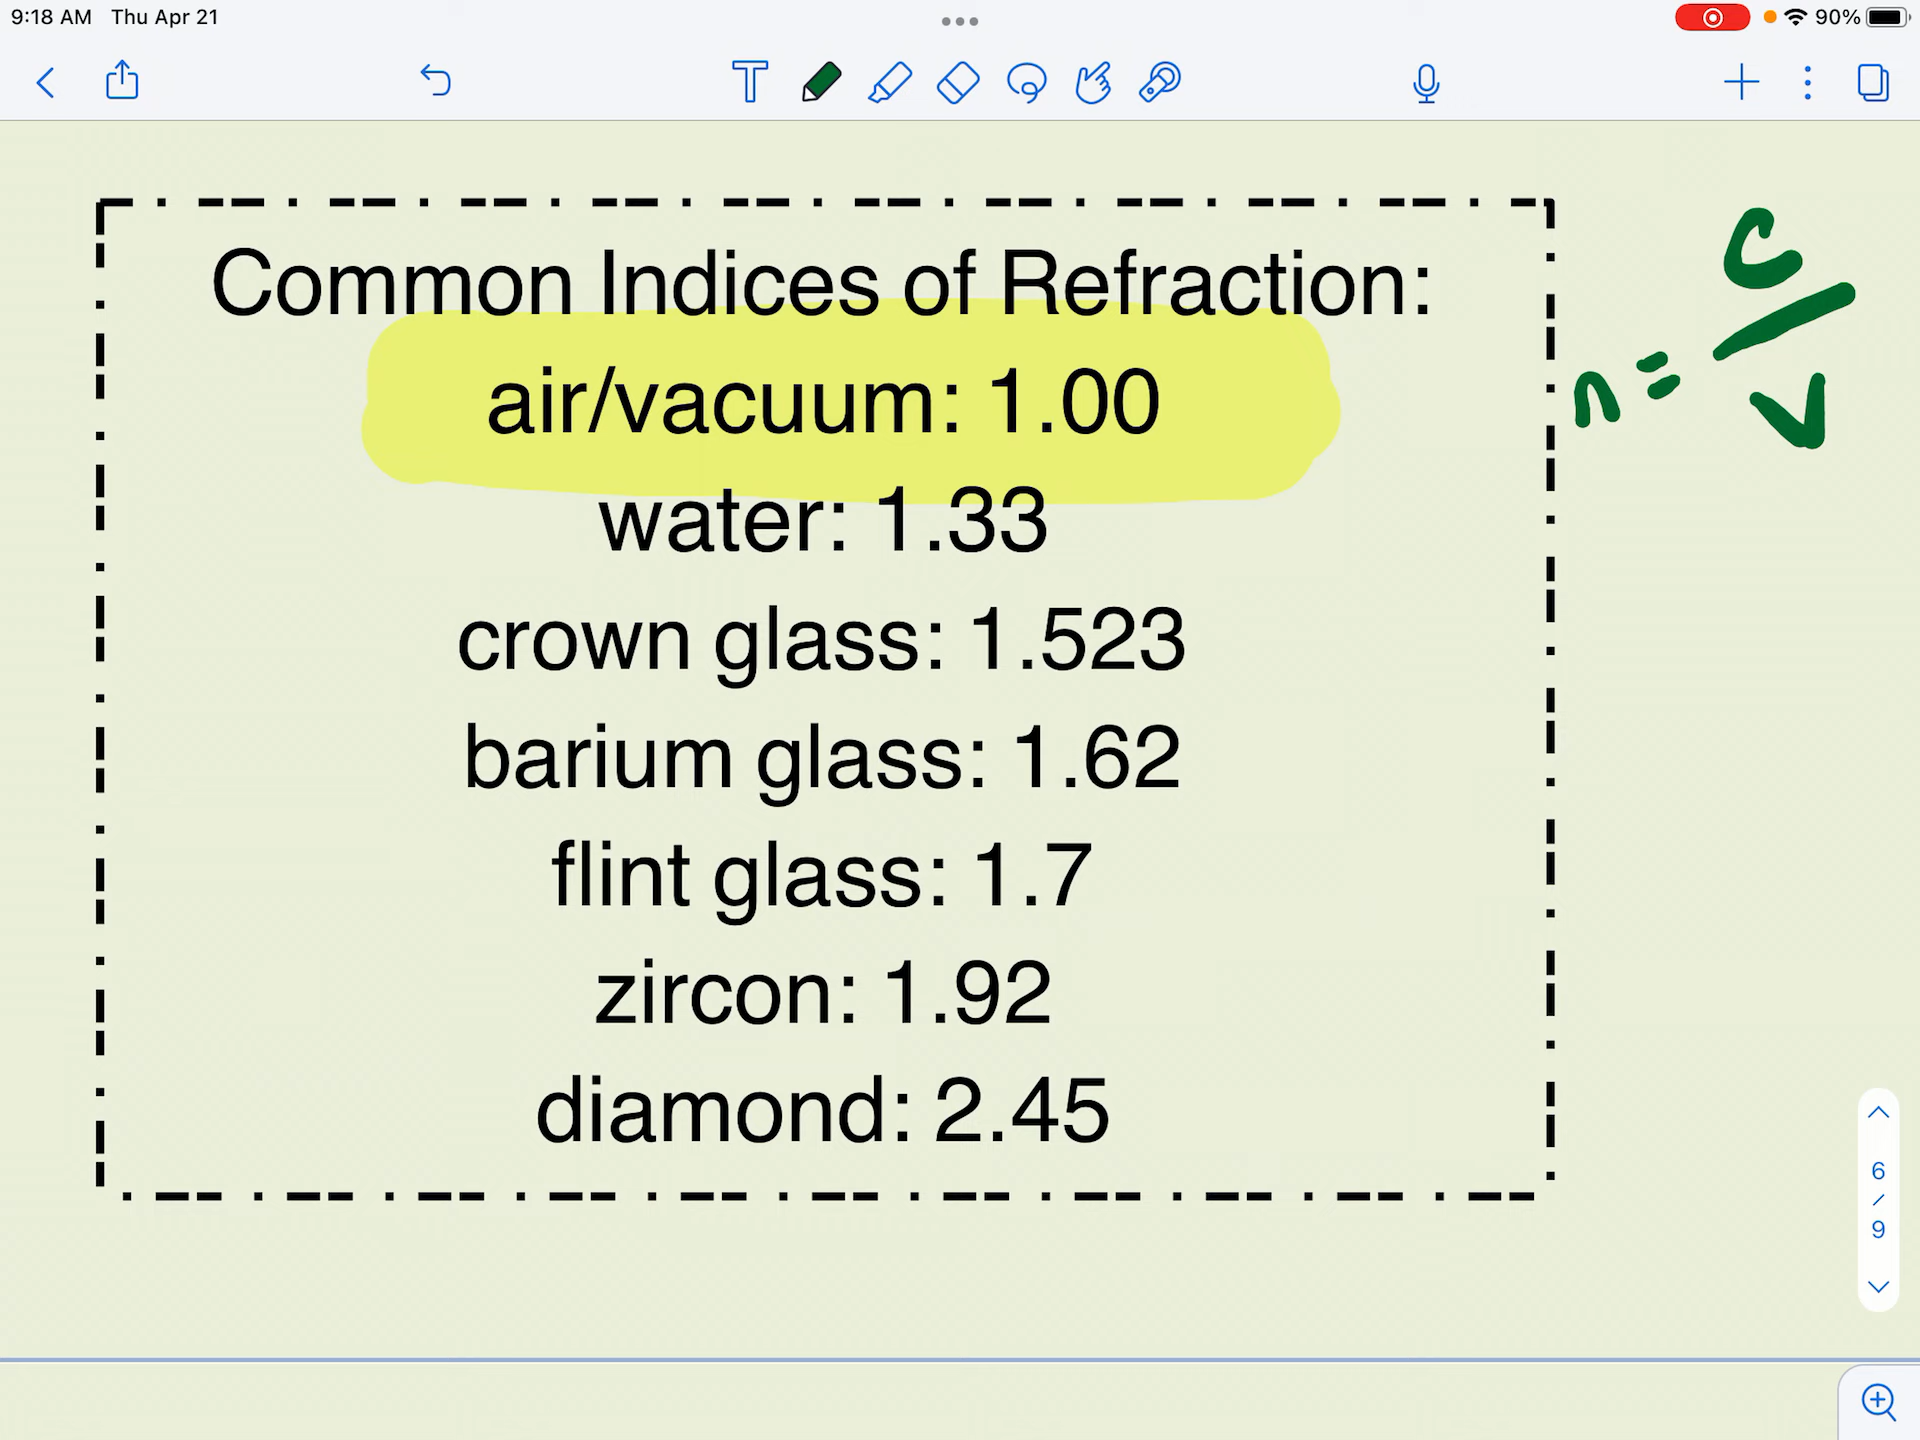 9:18 AM Thu Apr 21
90%
T
Common Indices of Refraction:
air/vacuum: 1.00
water: 1.33
crown glass: 1.523
barium glass: 1.62
flint glass: 1.7
zircon: 1.92
diamond: 2.45
n = c/v
6
/
9